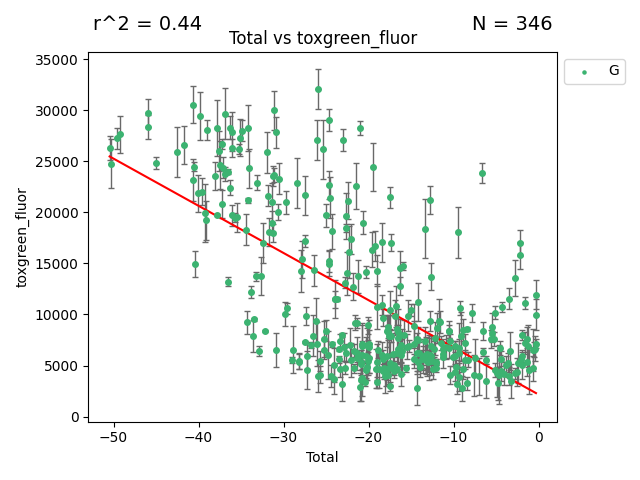 r^2 = 0.44
N = 346
Total vs toxgreen_fluor
G
35000
30000
25000
20000
15000
10000
5000
0
toxgreen_fluor
−50
−40
−30
−20
−10
0
Total